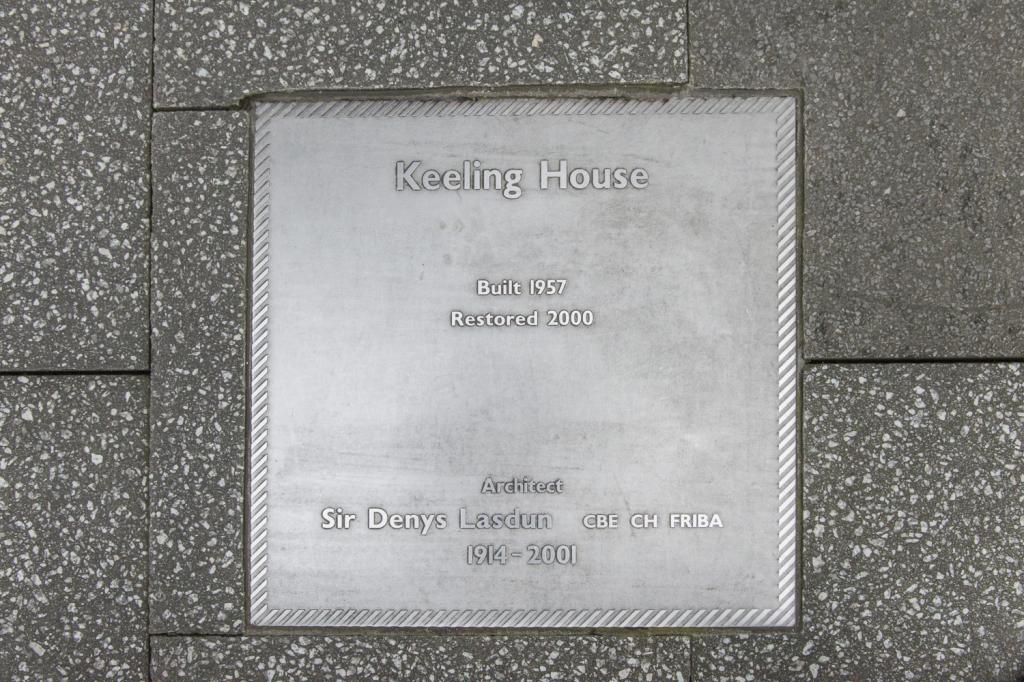 Keeling House
Built 1957
Restored 2000
Architect
Sir Denys Lasdun CBE CH FRIBA
1914 - 2001